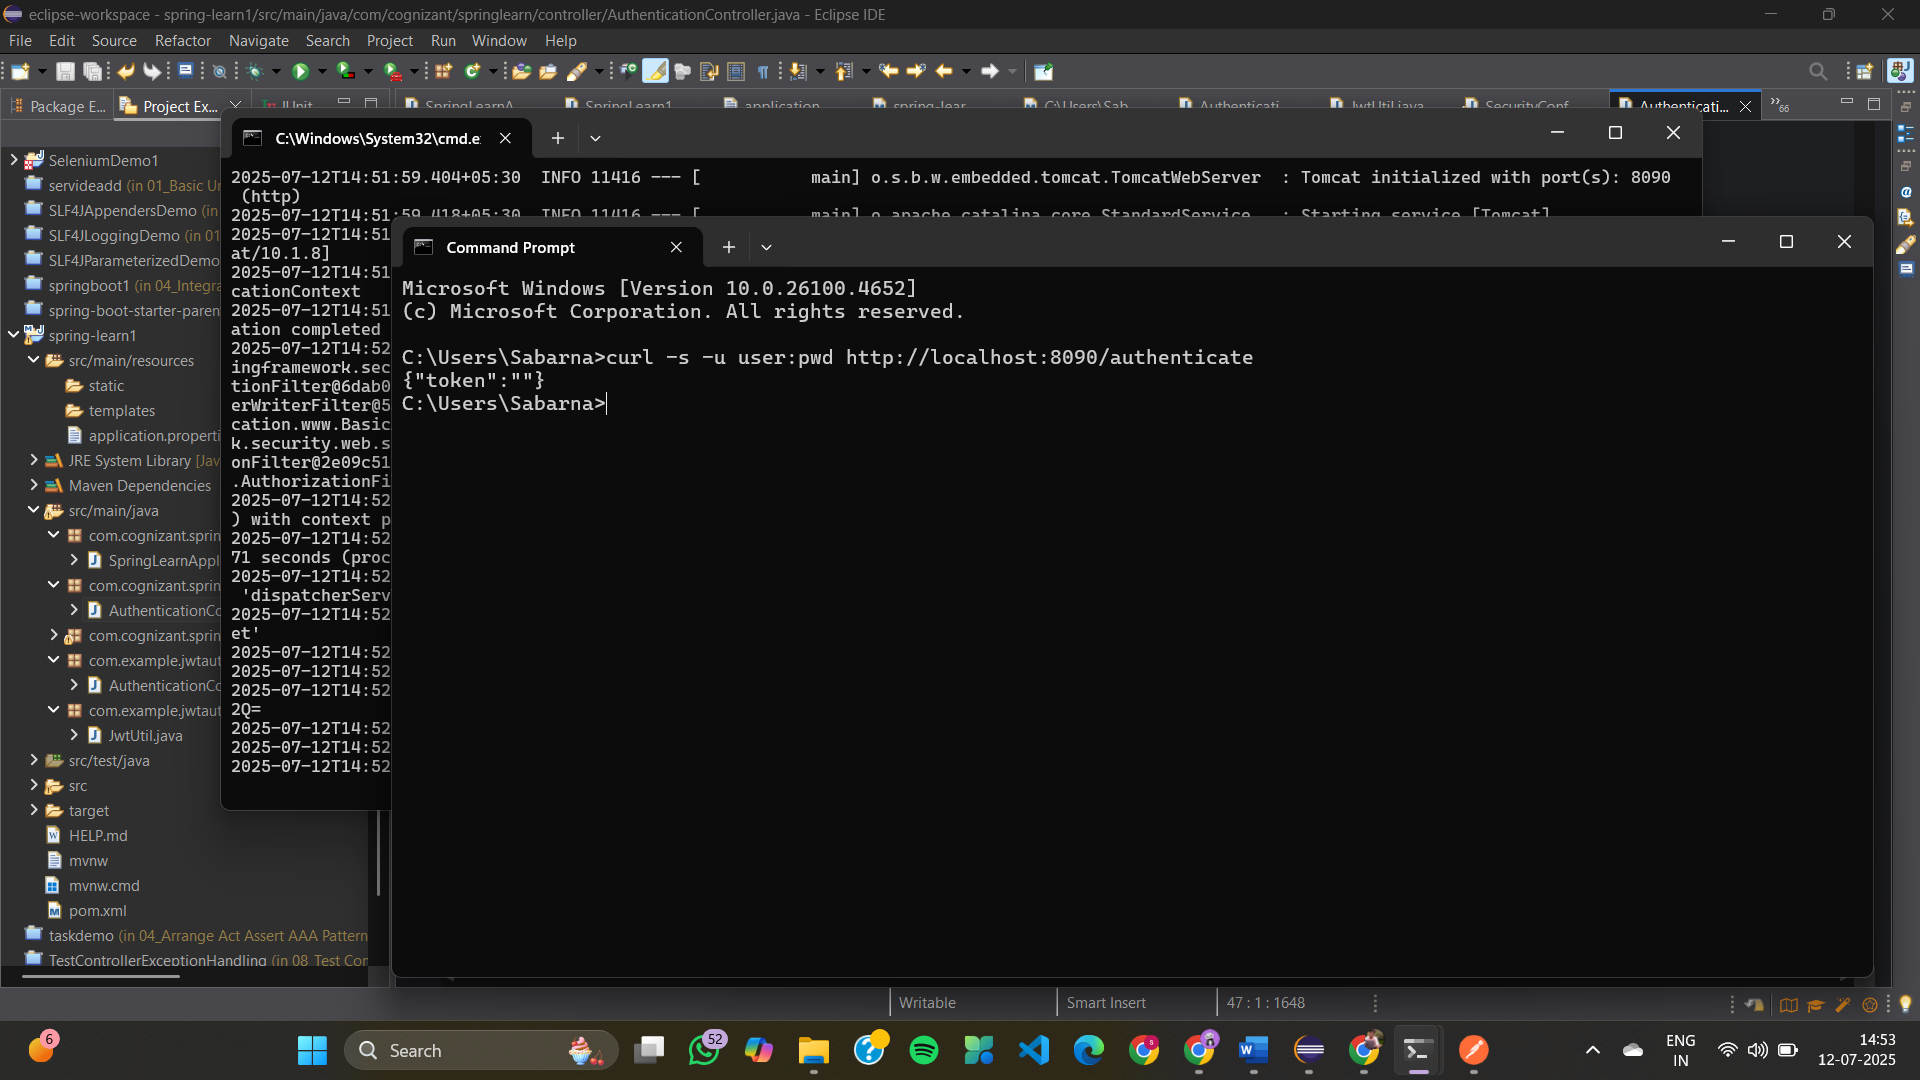 eclipse-workspace - spring-learn1/src/main/java/com/cognizant/springlearn/controller/AuthenticationController.java - Eclipse IDE
File Edit Source Refactor Navigate Search Project Run Window Help
Package E... Project Ex... JUnit SpringLearnA SpringLearn1 application. spring-lear C:\Users\Sab Authenticati JwtUtil.java SecurityConf Authenticati... 66
SeleniumDemo1
servideadd (in 01_Basic Un
SLF4JAppendersDemo (in
SLF4JLoggingDemo (in 01
SLF4JParameterizedDemo
springboot1 (in 04_Integra
spring-boot-starter-paren
spring-learn1
src/main/resources
static
templates
application.properti
JRE System Library [Jav
Maven Dependencies
src/main/java
com.cognizant.sprin
SpringLearnAppl
com.cognizant.sprin
AuthenticationCo
com.cognizant.sprin
com.example.jwtaut
AuthenticationCo
com.example.jwtaut
JwtUtil.java
src/test/java
src
target
HELP.md
mvnw
mvnw.cmd
pom.xml
taskdemo (in 04_Arrange Act Assert AAA Pattern
TestControllerExceptionHandling (in 08 Test Con
C:\Windows\System32\cmd.e
2025-07-12T14:51:59.404+05:30 INFO 11416 --- [ main] o.s.b.w.embedded.tomcat.TomcatWebServer : Tomcat initialized with port(s): 8090
(http)
2025-07-12T14:51:59.418+05:30 INFO 11416 --- [ main] o.apache.catalina.core.StandardService : Starting service [Tomcat]
2025-07-12T14:51
at/10.1.8]
2025-07-12T14:51
cationContext
2025-07-12T14:51
ation completed
2025-07-12T14:52
ingframework.sec
tionFilter@6dab0
erWriterFilter@5
cation.www.Basic
k.security.web.s
onFilter@2e09c51
.AuthorizationFi
2025-07-12T14:52
) with context p
2025-07-12T14:52
71 seconds (proc
2025-07-12T14:52
'dispatcherServ
2025-07-12T14:52
et'
2025-07-12T14:52
2025-07-12T14:52
2025-07-12T14:52
2Q=
2025-07-12T14:52
2025-07-12T14:52
2025-07-12T14:52
Command Prompt
Microsoft Windows [Version 10.0.26100.4652]
(c) Microsoft Corporation. All rights reserved.
C:\Users\Sabarna>curl -s -u user:pwd http://localhost:8090/authenticate
{"token":""}
C:\Users\Sabarna>
Writable Smart Insert 47 : 1 : 1648
6 Search 52 ENG IN 14:53
12-07-2025